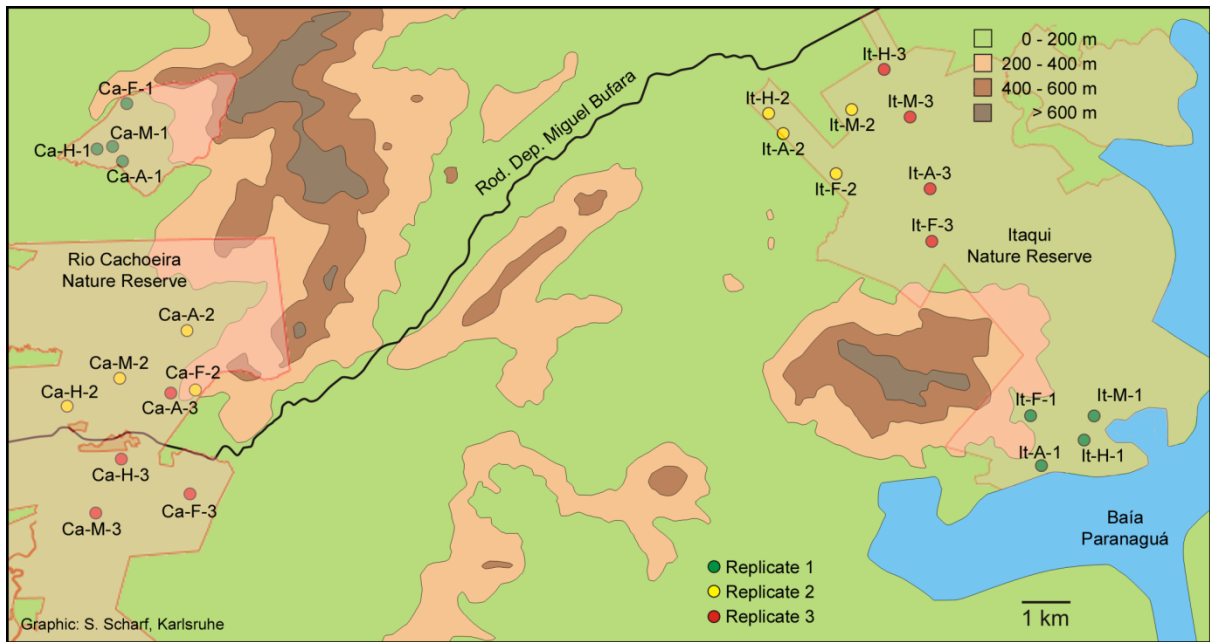 0 - 200 m
200 - 400 m
400 - 600 m
> 600 m
It-H-3
Ca-F-1
It-H-2
It-M-3
It-M-2
Ca-M-1
Ca-H-1
It-A-2
Ca-A-1
Rod. Dep. Miguel Bufara
It-F-2
It-A-3
It-F-3
Itaqui
Nature Reserve
Rio Cachoeira
Nature Reserve
Ca-A-2
Ca-M-2
Ca-F-2
Ca-H-2
Ca-A-3
It-F-1
It-M-1
It-A-1
It-H-1
Ca-H-3
Ca-F-3
Ca-M-3
Baía
Paranaguá
Replicate 1
Replicate 2
Replicate 3
1 km
Graphic: S. Scharf, Karlsruhe